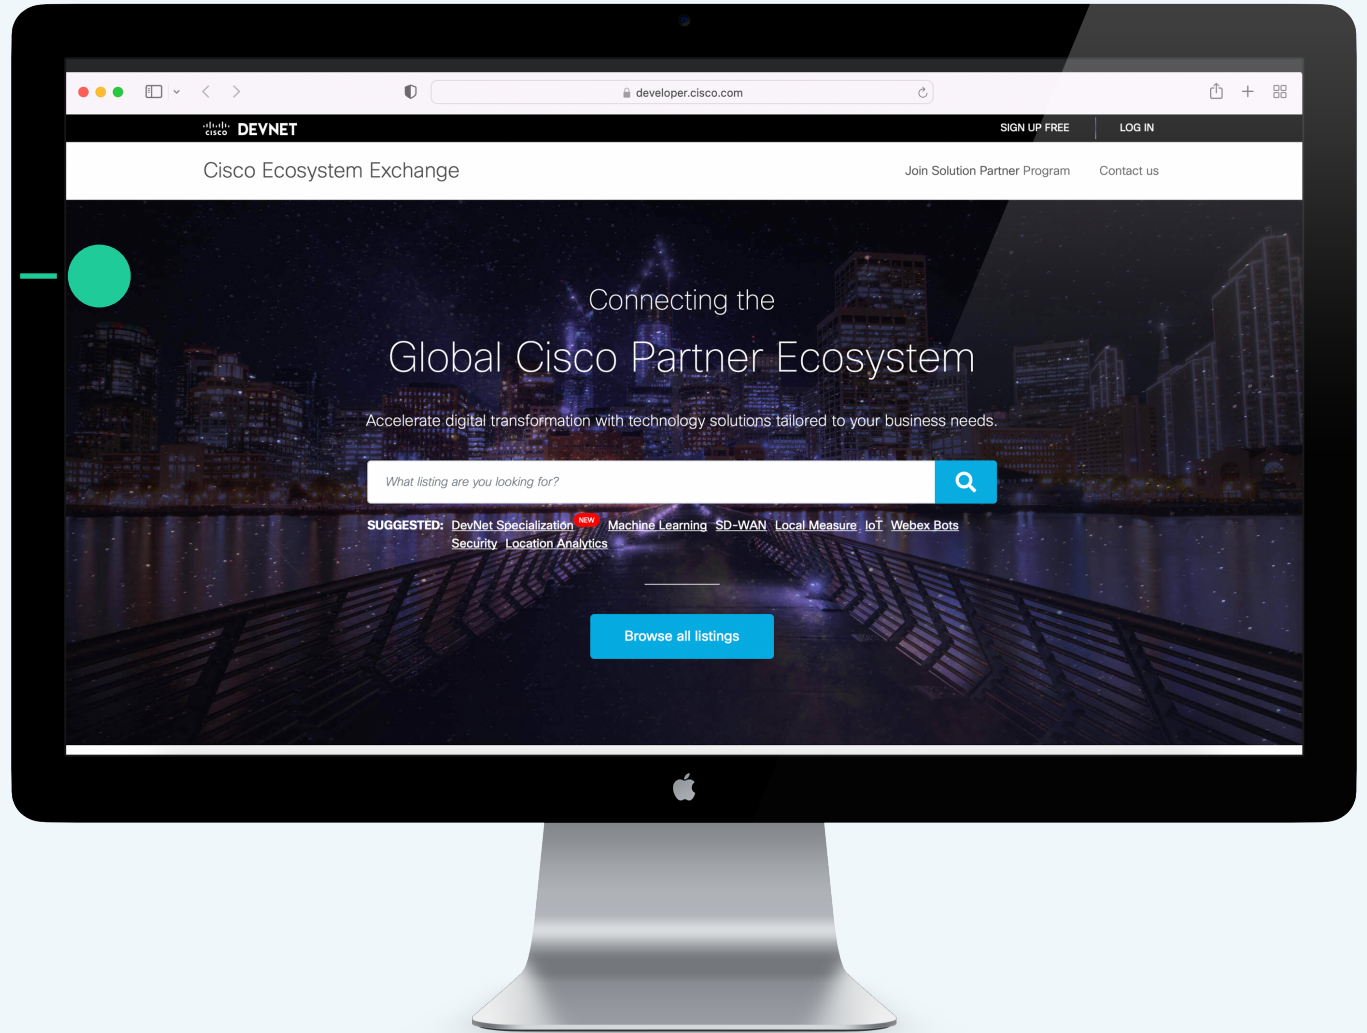 developer.cisco.com
cisco DEVNET
SIGN UP FREE
LOG IN
Cisco Ecosystem Exchange
Join Solution Partner Program
Contact us
Connecting the
Global Cisco Partner Ecosystem
Accelerate digital transformation with technology solutions tailored to your business needs.
What listing are you looking for?
SUGGESTED: DevNet Specialization NEW Machine Learning SD-WAN Local Measure IoT Webex Bots
Security Location Analytics
Browse all listings